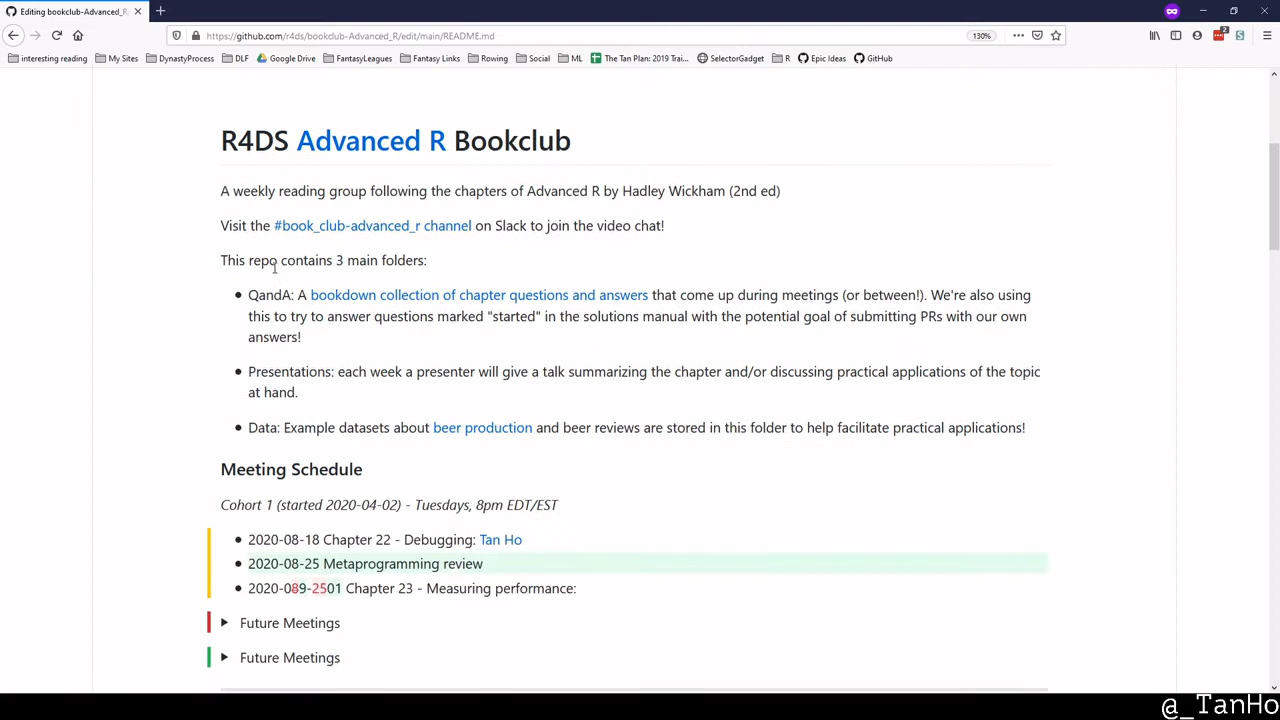 Editing bookclub-Advanced_R
https://github.com/r4ds/bookclub-Advanced_R/edit/main/README.md
130%
2
interesting reading
My Sites
DynastyProcess
DLF
Google Drive
FantasyLeagues
Fantasy Links
Rowing
Social
ML
The Tan Plan: 2019 Trai...
SelectorGadget
R
Epic Ideas
GitHub
R4DS Advanced R Bookclub
A weekly reading group following the chapters of Advanced R by Hadley Wickham (2nd ed)
Visit the #book_club-advanced_r channel on Slack to join the video chat!
This repo contains 3 main folders:
QandA: A bookdown collection of chapter questions and answers that come up during meetings (or between!). We're also using
this to try to answer questions marked "started" in the solutions manual with the potential goal of submitting PRs with our own
answers!
Presentations: each week a presenter will give a talk summarizing the chapter and/or discussing practical applications of the topic
at hand.
Data: Example datasets about beer production and beer reviews are stored in this folder to help facilitate practical applications!
Meeting Schedule
Cohort 1 (started 2020-04-02) - Tuesdays, 8pm EDT/EST
2020-08-18 Chapter 22 - Debugging: Tan Ho
2020-08-25 Metaprogramming review
2020-089-2501 Chapter 23 - Measuring performance:
Future Meetings
Future Meetings
@_TanHo